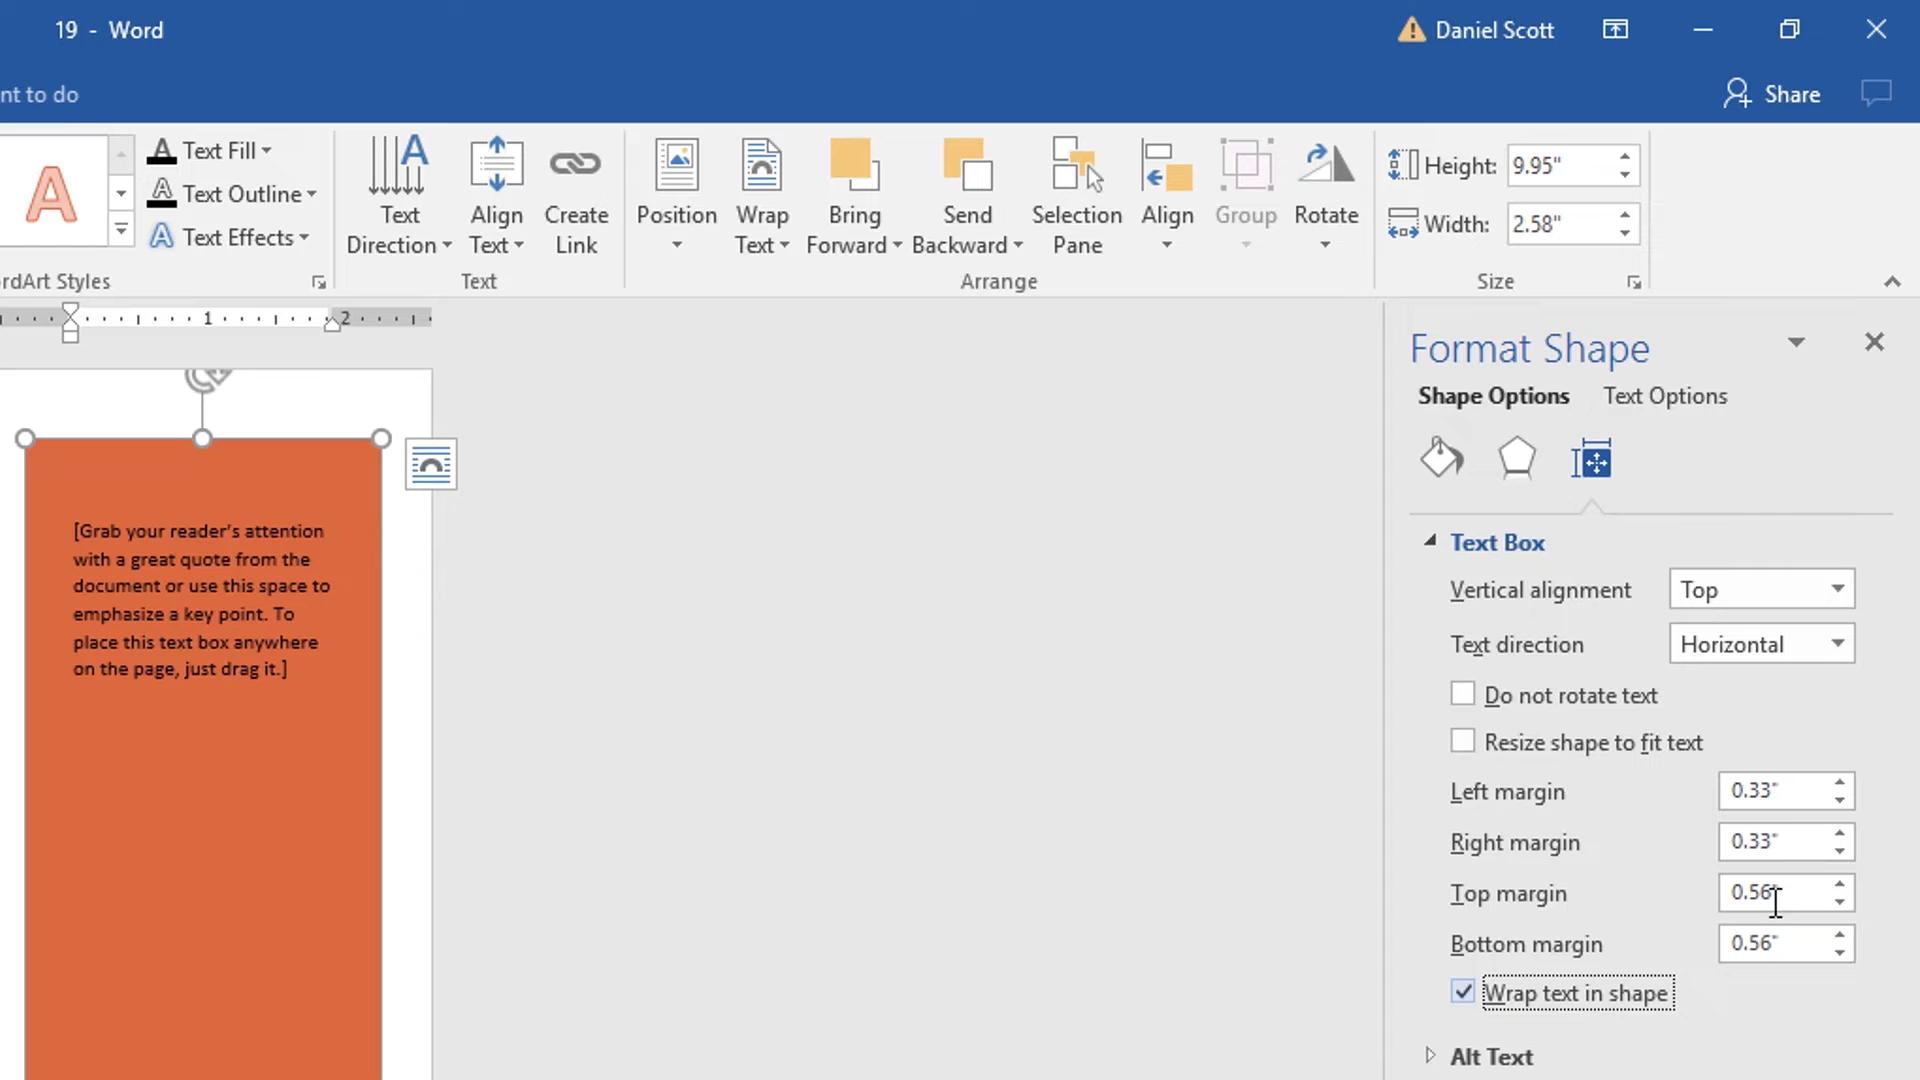 19 - Word
Daniel Scott
nt to do
Share
A
A Text Fill
A Text Outline
A Text Effects
rdArt Styles
Text Direction
Align Text
Create Link
Text
Position
Wrap Text
Bring Forward
Send Backward
Selection Pane
Align
Group
Rotate
Arrange
Height: 9.95"
Width: 2.58"
Size
1 2
[Grab your reader's attention
with a great quote from the
document or use this space to
emphasize a key point. To
place this text box anywhere
on the page, just drag it.]
Format Shape
Shape Options Text Options
Text Box
Vertical alignment Top
Text direction Horizontal
Do not rotate text
Resize shape to fit text
Left margin 0.33"
Right margin 0.33"
Top margin 0.56"
Bottom margin 0.56"
Wrap text in shape
Alt Text